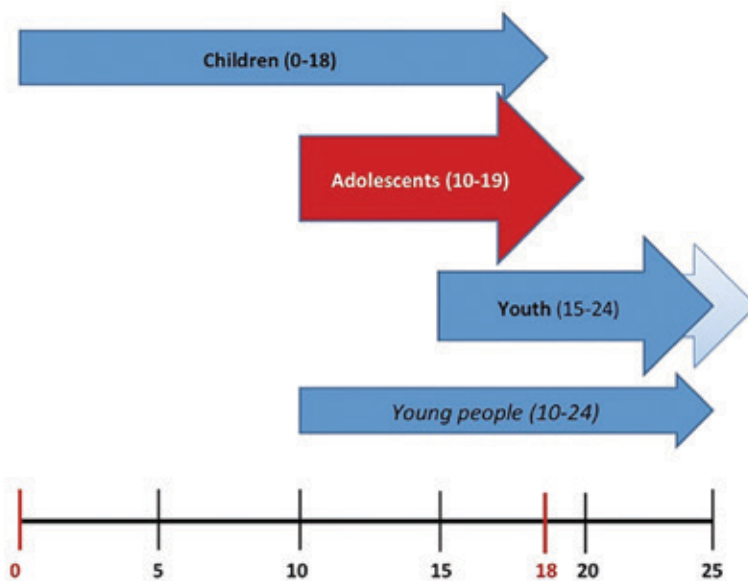 Children (0-18)
Adolescents (10-19)
Youth (15-24)
Young people (10-24)
0 5 10 15 18 20 25